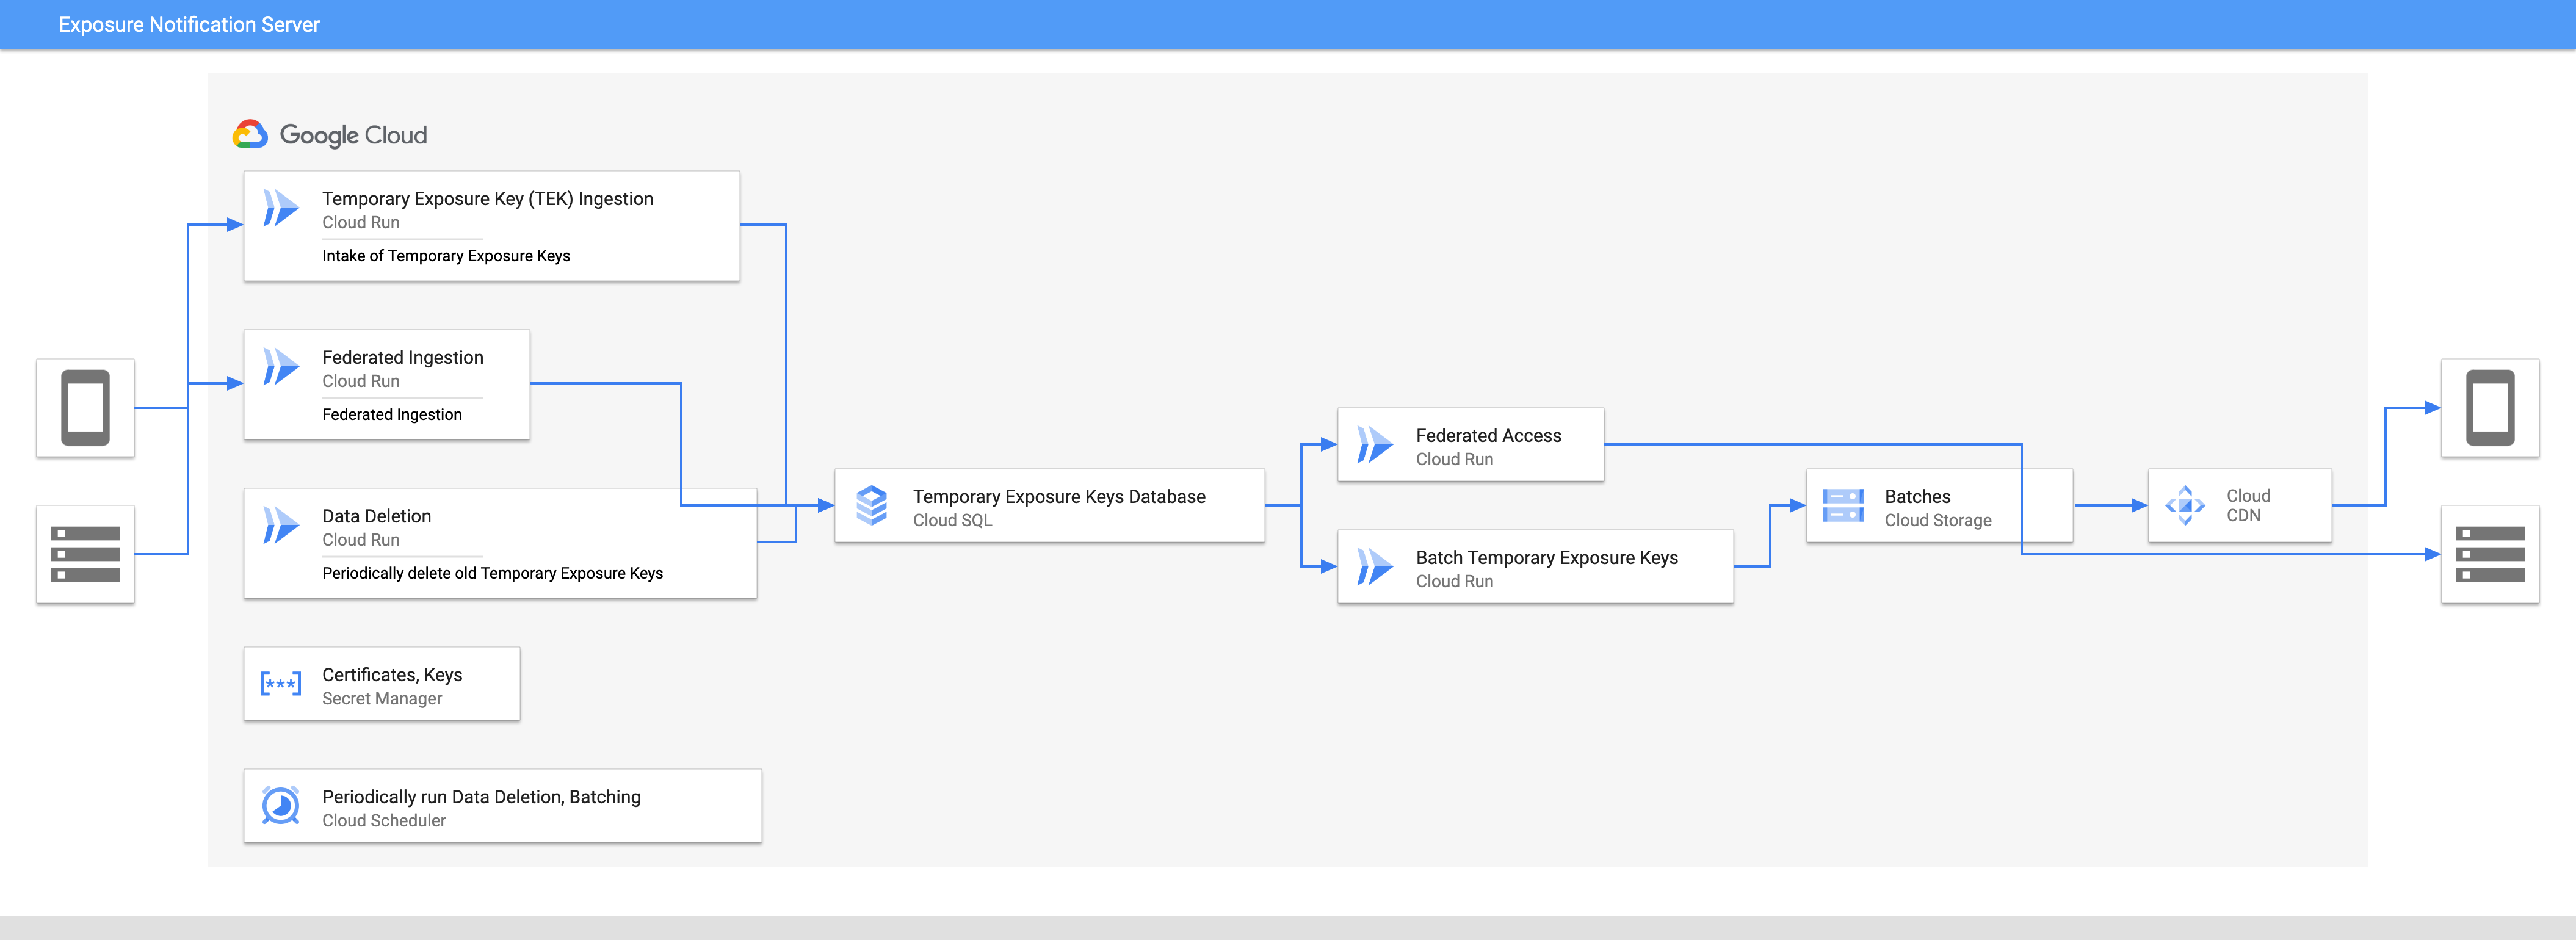 Exposure Notification Server
Google Cloud
Temporary Exposure Key (TEK) Ingestion
Cloud Run
Intake of Temporary Exposure Keys
Federated Ingestion
Cloud Run
Federated Ingestion
Data Deletion
Cloud Run
Periodically delete old Temporary Exposure Keys
Certificates, Keys
Secret Manager
[***]
Periodically run Data Deletion, Batching
Cloud Scheduler
Temporary Exposure Keys Database
Cloud SQL
Federated Access
Cloud Run
Batch Temporary Exposure Keys
Cloud Run
Batches
Cloud Storage
Cloud
CDN